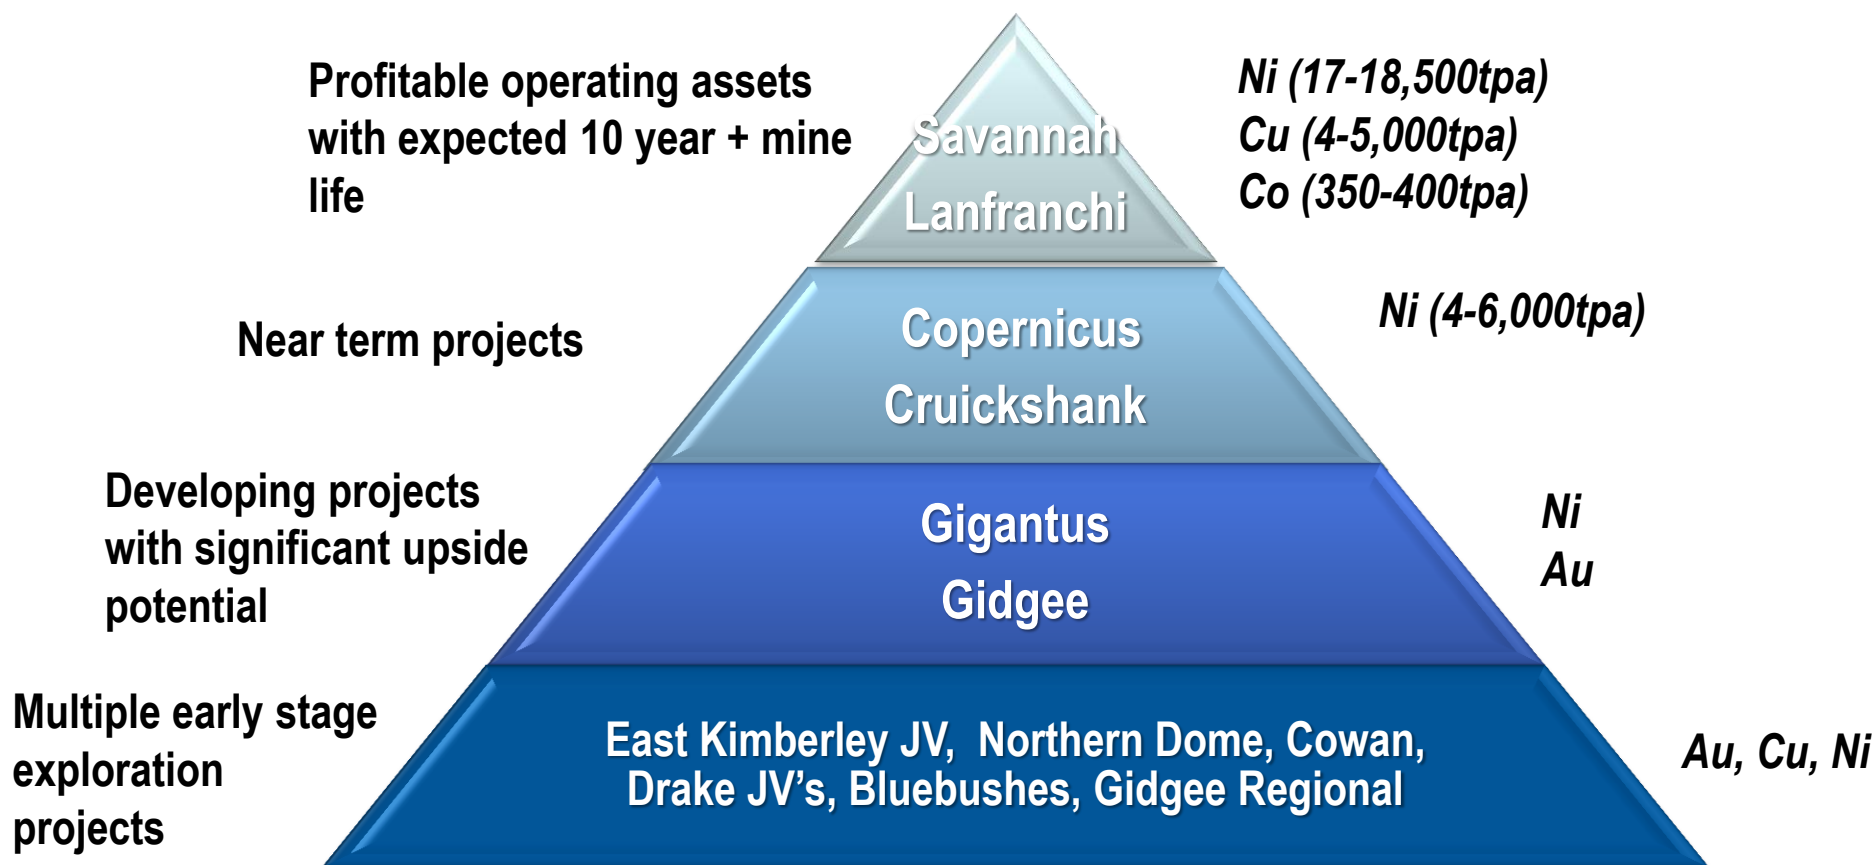 Profitable operating assets
with expected 10 year + mine
life
Savannah
Lanfranchi
Ni (17-18,500tpa)
Cu (4-5,000tpa)
Co (350-400tpa)
Near term projects
Copernicus
Cruickshank
Ni (4-6,000tpa)
Developing projects
with significant upside
potential
Gigantus
Gidgee
Ni
Au
Multiple early stage
exploration
projects
East Kimberley JV,  Northern Dome, Cowan,
Drake JV’s, Bluebushes, Gidgee Regional
Au, Cu, Ni